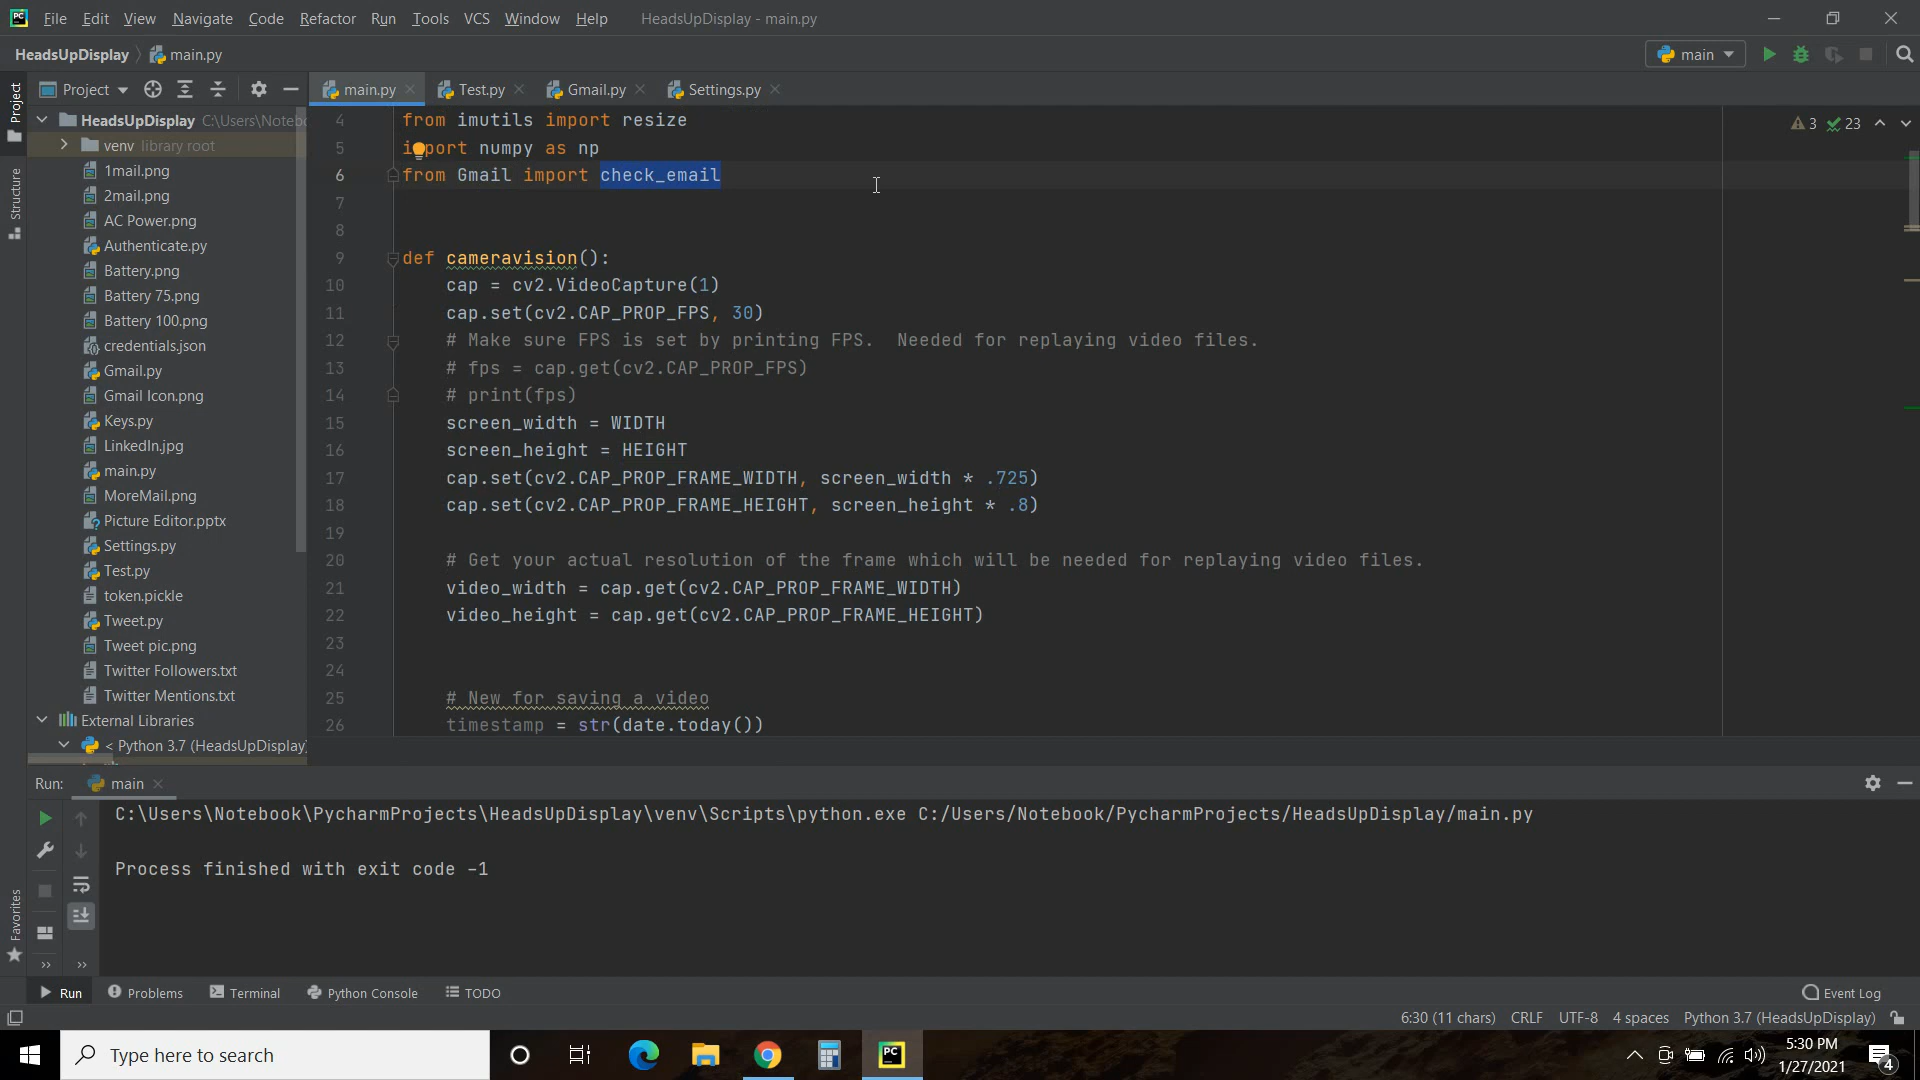 PC File Edit View Navigate Code Refactor Run Tools VCS Window Help HeadsUpDisplay - main.py
HeadsUpDisplay main.py main
Project main.py Test.py Gmail.py Settings.py
Project
Structure
Favorites
HeadsUpDisplay C:\Users\Notebo
venv library root
1mail.png
2mail.png
AC Power.png
Authenticate.py
Battery.png
Battery 75.png
Battery 100.png
credentials.json
Gmail.py
Gmail Icon.png
Keys.py
LinkedIn.jpg
main.py
MoreMail.png
Picture Editor.pptx
Settings.py
Test.py
token.pickle
Tweet.py
Tweet pic.png
Twitter Followers.txt
Twitter Mentions.txt
External Libraries
< Python 3.7 (HeadsUpDisplay)
3 23
4 from imutils import resize
5 import numpy as np
6 from Gmail import check_email
7
8
9 def cameravision():
10 cap = cv2.VideoCapture(1)
11 cap.set(cv2.CAP_PROP_FPS, 30)
12 # Make sure FPS is set by printing FPS.  Needed for replaying video files.
13 # fps = cap.get(cv2.CAP_PROP_FPS)
14 # print(fps)
15 screen_width = WIDTH
16 screen_height = HEIGHT
17 cap.set(cv2.CAP_PROP_FRAME_WIDTH, screen_width * .725)
18 cap.set(cv2.CAP_PROP_FRAME_HEIGHT, screen_height * .8)
19
20 # Get your actual resolution of the frame which will be needed for replaying video files.
21 video_width = cap.get(cv2.CAP_PROP_FRAME_WIDTH)
22 video_height = cap.get(cv2.CAP_PROP_FRAME_HEIGHT)
23
24
25 # New for saving a video
26 timestamp = str(date.today())
Run: main
C:\Users\Notebook\PycharmProjects\HeadsUpDisplay\venv\Scripts\python.exe C:/Users/Notebook/PycharmProjects/HeadsUpDisplay/main.py
Process finished with exit code -1
Run Problems Terminal Python Console TODO Event Log
6:30 (11 chars) CRLF UTF-8 4 spaces Python 3.7 (HeadsUpDisplay)
Type here to search PC 5:30 PM
1/27/2021 4